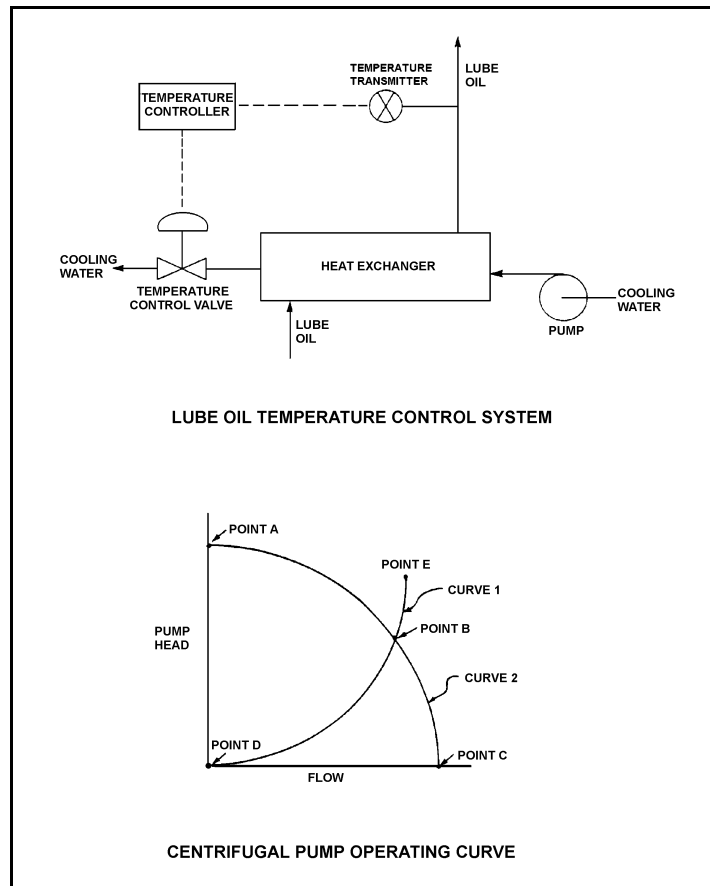 LUBE
OIL
TEMPERATURE
TRANSMITTER
TEMPERATURE
CONTROLLER
COOLING
WATER
TEMPERATURE
CONTROL VALVE
HEAT EXCHANGER
LUBE
OIL
COOLING
WATER
PUMP
LUBE OIL TEMPERATURE CONTROL SYSTEM
POINT A
POINT E
CURVE 1
POINT B
PUMP
HEAD
CURVE 2
POINT D
POINT C
FLOW
CENTRIFUGAL PUMP OPERATING CURVE